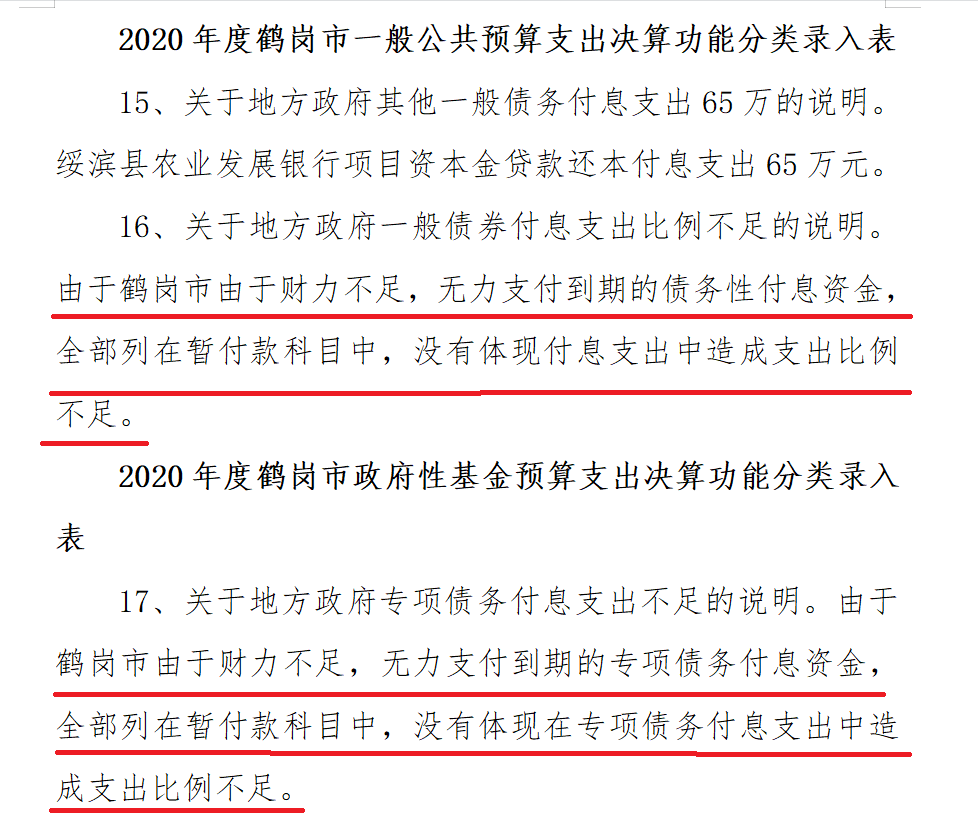 2020 年度鹤岗市一般公共预算支出决算功能分类录入表
15、关于地方政府其他一般债务付息支出 65 万的说明。
绥滨县农业发展银行项目资本金贷款还本付息支出 65 万元。
16、关于地方政府一般债券付息支出比例不足的说明。
由于鹤岗市由于财力不足，无力支付到期的债务性付息资金，
全部列在暂付款科目中，没有体现付息支出中造成支出比例
不足。
2020 年度鹤岗市政府性基金预算支出决算功能分类录入
表
17、关于地方政府专项债务付息支出不足的说明。由于
鹤岗市由于财力不足，无力支付到期的专项债务付息资金，
全部列在暂付款科目中，没有体现在专项债务付息支出中造
成支出比例不足。